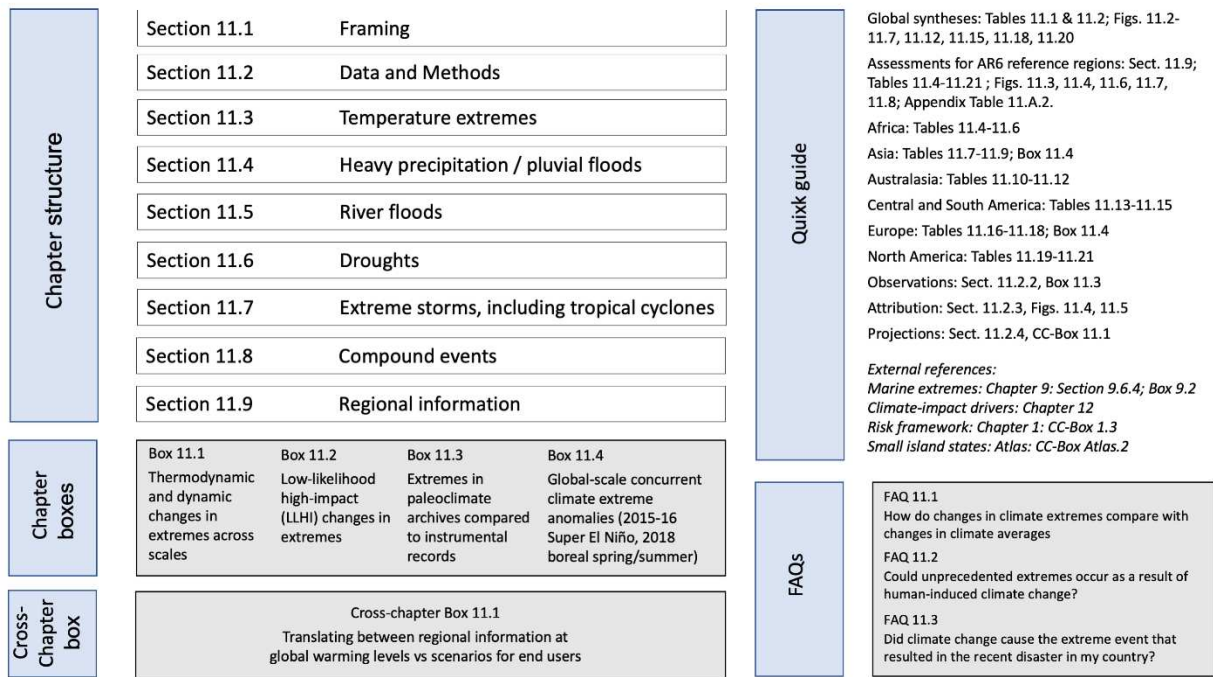 Chapter structure
Section 11.1 Framing
Section 11.2 Data and Methods
Section 11.3 Temperature extremes
Section 11.4 Heavy precipitation / pluvial floods
Section 11.5 River floods
Section 11.6 Droughts
Section 11.7 Extreme storms, including tropical cyclones
Section 11.8 Compound events
Section 11.9 Regional information
Chapter
boxes
Box 11.1
Thermodynamic
and dynamic
changes in
extremes across
scales
Box 11.2
Low-likelihood
high-impact
(LLHI) changes in
extremes
Box 11.3
Extremes in
paleoclimate
archives compared
to instrumental
records
Box 11.4
Global-scale concurrent
climate extreme
anomalies (2015-16
Super El Niño, 2018
boreal spring/summer)
Cross-
Chapter
box
Cross-chapter Box 11.1
Translating between regional information at
global warming levels vs scenarios for end users
Quixk guide
Global syntheses: Tables 11.1 & 11.2; Figs. 11.2-
11.7, 11.12, 11.15, 11.18, 11.20
Assessments for AR6 reference regions: Sect. 11.9;
Tables 11.4-11.21 ; Figs. 11.3, 11.4, 11.6, 11.7,
11.8; Appendix Table 11.A.2.
Africa: Tables 11.4-11.6
Asia: Tables 11.7-11.9; Box 11.4
Australasia: Tables 11.10-11.12
Central and South America: Tables 11.13-11.15
Europe: Tables 11.16-11.18; Box 11.4
North America: Tables 11.19-11.21
Observations: Sect. 11.2.2, Box 11.3
Attribution: Sect. 11.2.3, Figs. 11.4, 11.5
Projections: Sect. 11.2.4, CC-Box 11.1
External references:
Marine extremes: Chapter 9: Section 9.6.4; Box 9.2
Climate-impact drivers: Chapter 12
Risk framework: Chapter 1: CC-Box 1.3
Small island states: Atlas: CC-Box Atlas.2
FAQs
FAQ 11.1
How do changes in climate extremes compare with
changes in climate averages
FAQ 11.2
Could unprecedented extremes occur as a result of
human-induced climate change?
FAQ 11.3
Did climate change cause the extreme event that
resulted in the recent disaster in my country?